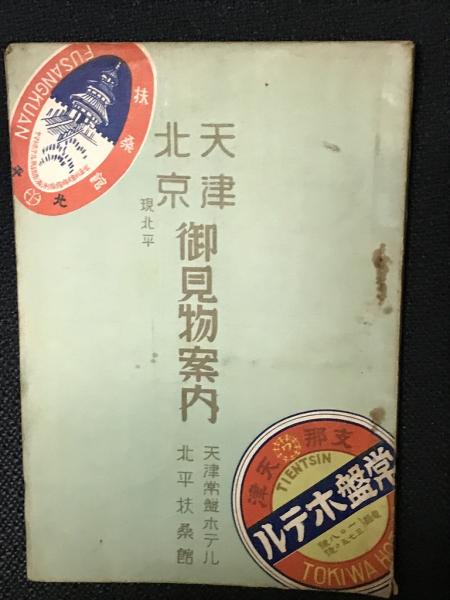 天津
北京
現北平
御見物案内
天津常盤ホテル
北平扶桑館
FUSANGKUAN
扶桑館
北京
支那天津
TIENTSIN
常盤ホテル
TOKIWA HO